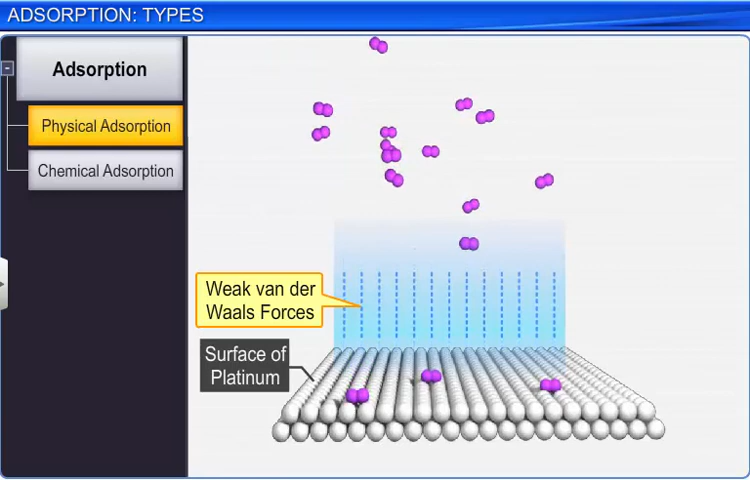 ADSORPTION: TYPES
Adsorption
Physical Adsorption
Chemical Adsorption
Weak van der
Waals Forces
Surface of
Platinum